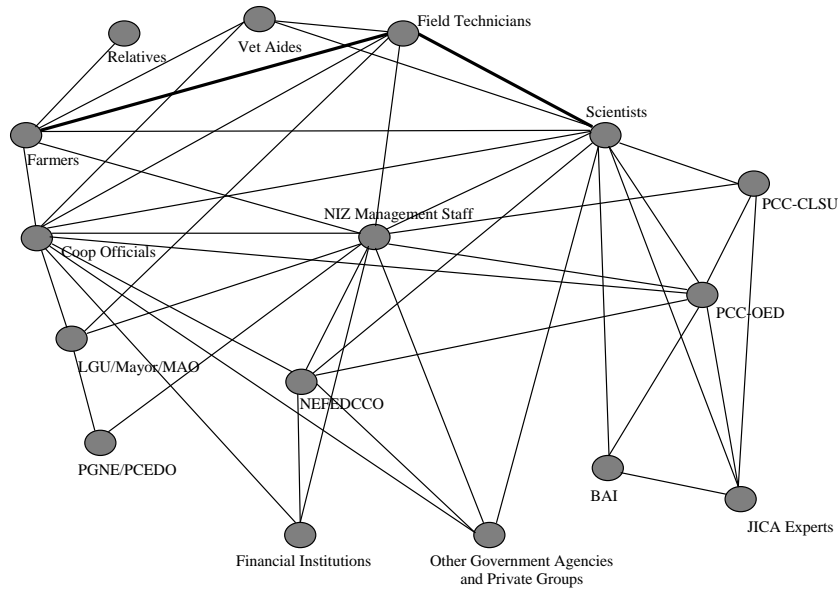 Field Technicians
Vet Aides
Relatives
Scientists
Farmers
PCC-CLSU
NIZ Management Staff
Coop Officials
PCC-OED
LGU/Mayor/MAO
NEFEDCCO
PGNE/PCEDO
BAI
JICA Experts
Financial Institutions
Other Government Agencies
and Private Groups